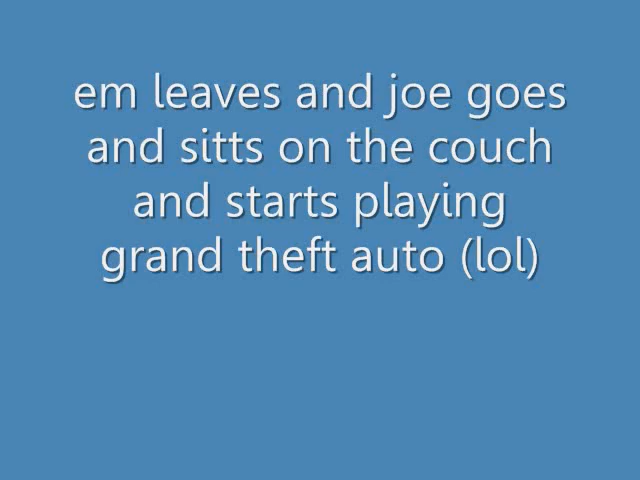 em leaves and joe goes
and sitts on the couch
and starts playing
grand theft auto (lol)